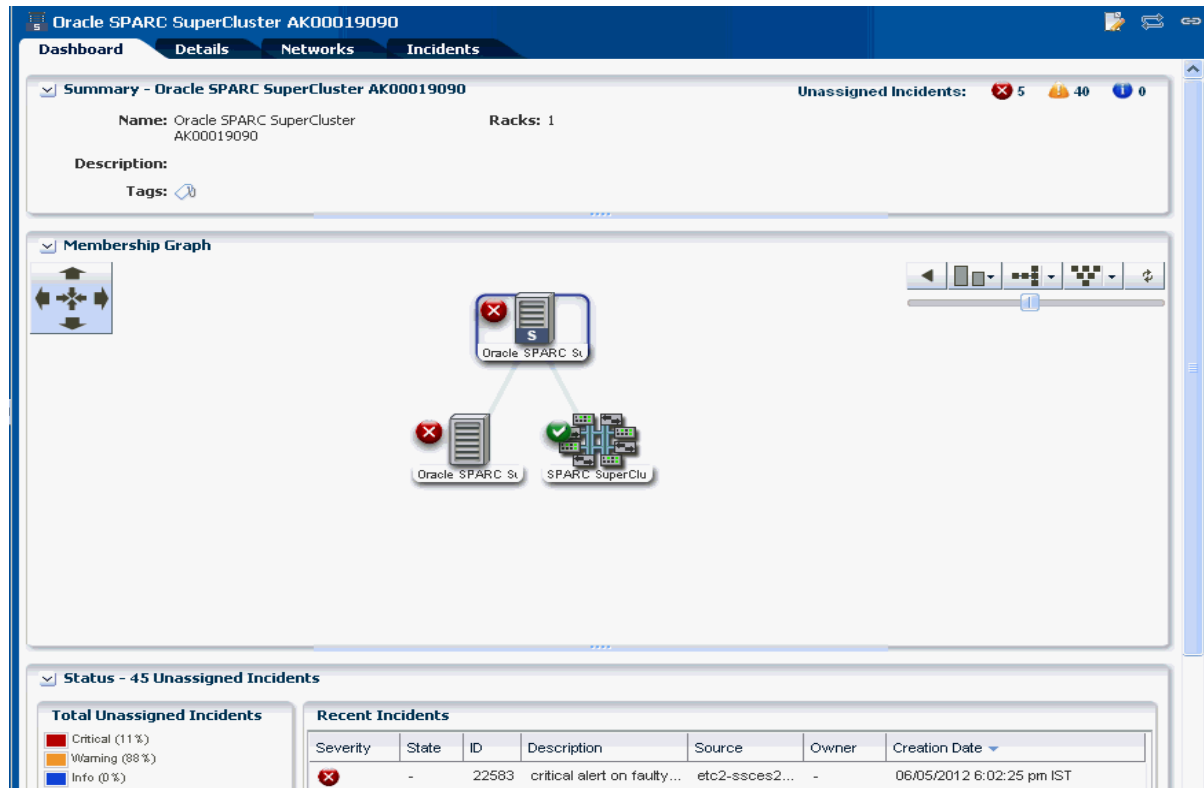 Oracle SPARC SuperCluster AK00019090
Dashboard Details Networks Incidents
Summary - Oracle SPARC SuperCluster AK00019090
Unassigned Incidents: 5 40 0
Name: Oracle SPARC SuperCluster AK00019090
Racks: 1
Description:
Tags:
Membership Graph
S
Oracle SPARC Su
Oracle SPARC Su
SPARC SuperClu
Status - 45 Unassigned Incidents
Total Unassigned Incidents
Critical (11%)
Warning (88%)
Info (0%)
Recent Incidents
Severity State ID Description Source Owner Creation Date
- 22583 critical alert on faulty... etc2-ssces2... - 06/05/2012 6:02:25 pm IST